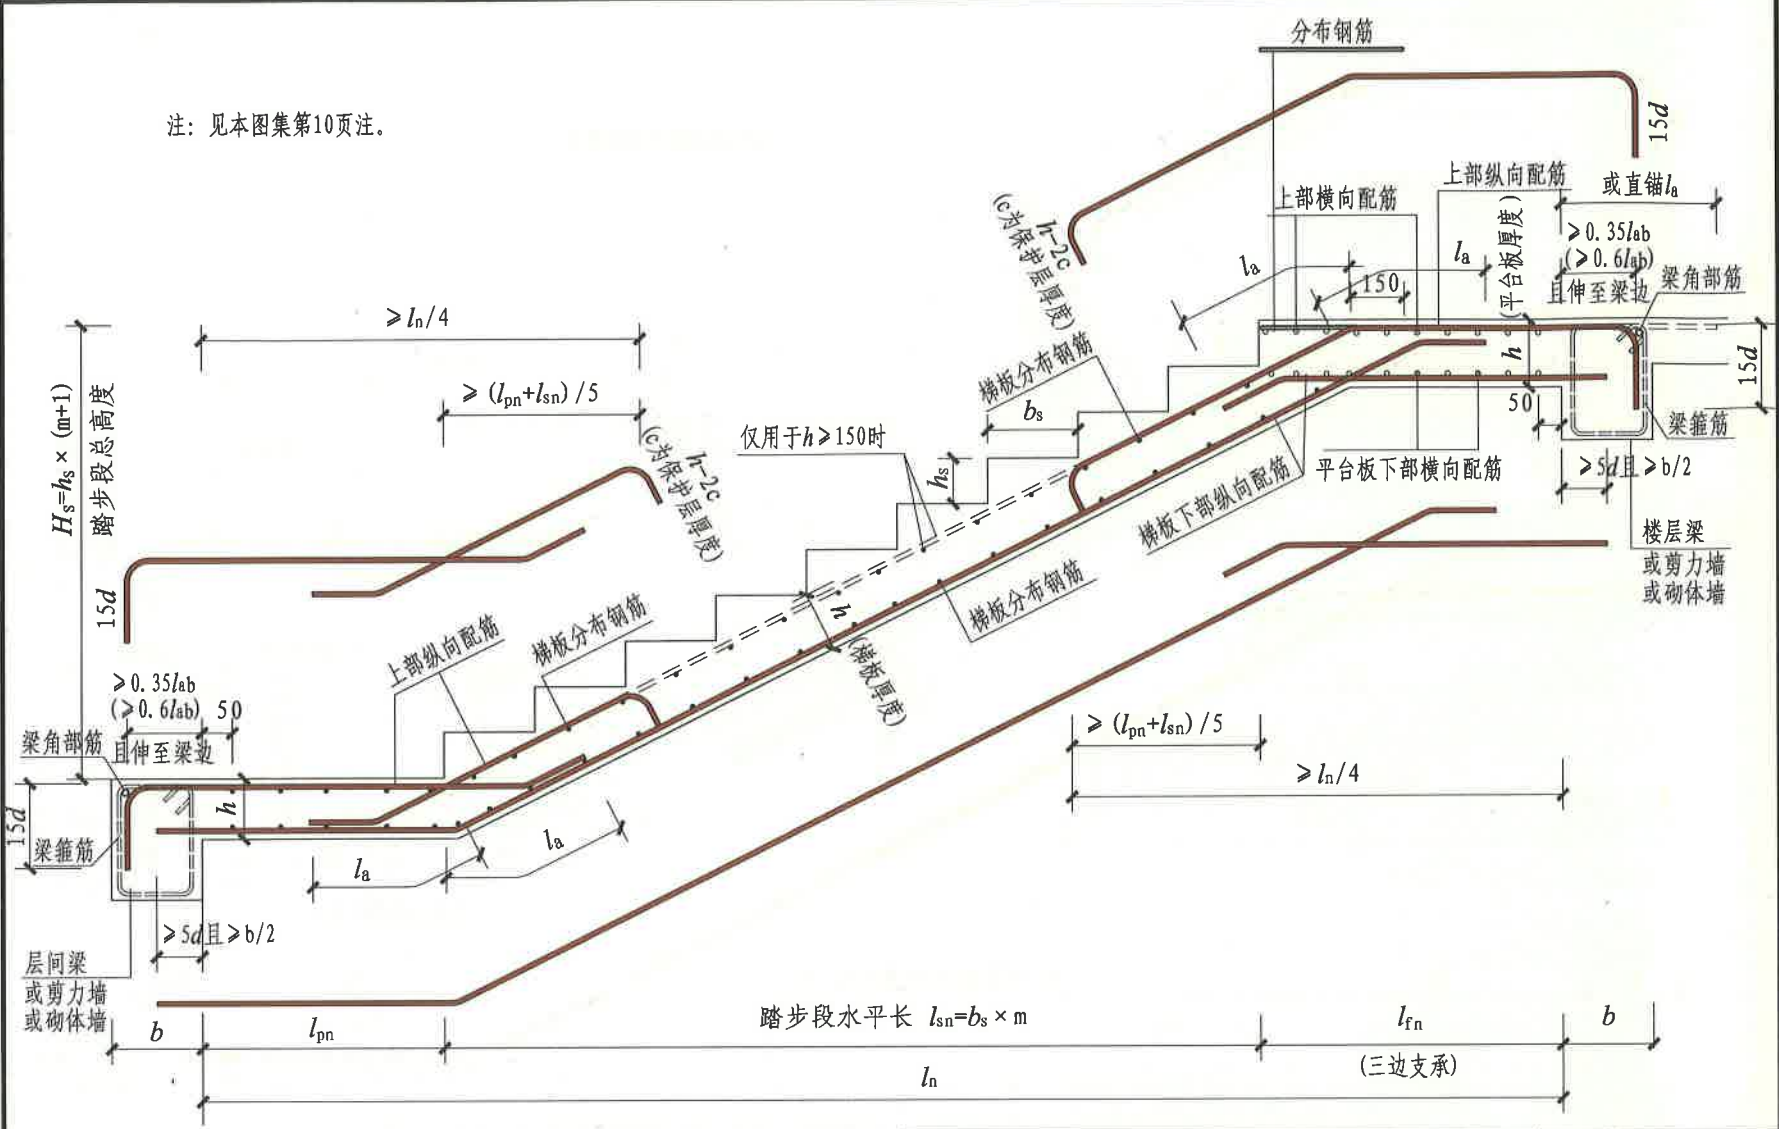 分布钢筋
注：见本图集第10页注。
15d
上部横向配筋
上部纵向配筋
或直锚la
h-2c
(c为保护层厚度)
(平台板厚度)
≥0.35lab
(≥0.6lab)
且伸至梁边
梁角部筋
la
la
150
≥ln/4
Hs=hs×(m+1)
踏步段总高度
≥(lpn+lsn)/5
梯板分布钢筋
bs
h
15d
50
梁箍筋
仅用于h≥150时
hs
h-2c
(c为保护层厚度)
平台板下部横向配筋
≥5d且≥b/2
梯板下部纵向配筋
楼层梁
或剪力墙
或砌体墙
15d
上部纵向配筋
梯板分布钢筋
h
(梯板厚度)
梯板分布钢筋
≥0.35lab
(≥0.6lab)
50
且伸至梁边
梁角部筋
≥(lpn+lsn)/5
≥ln/4
15d
h
梁箍筋
la
la
≥5d且≥b/2
层间梁
或剪力墙
或砌体墙
b
lpn
踏步段水平长 lsn=bs×m
lfn
b
(三边支承)
ln